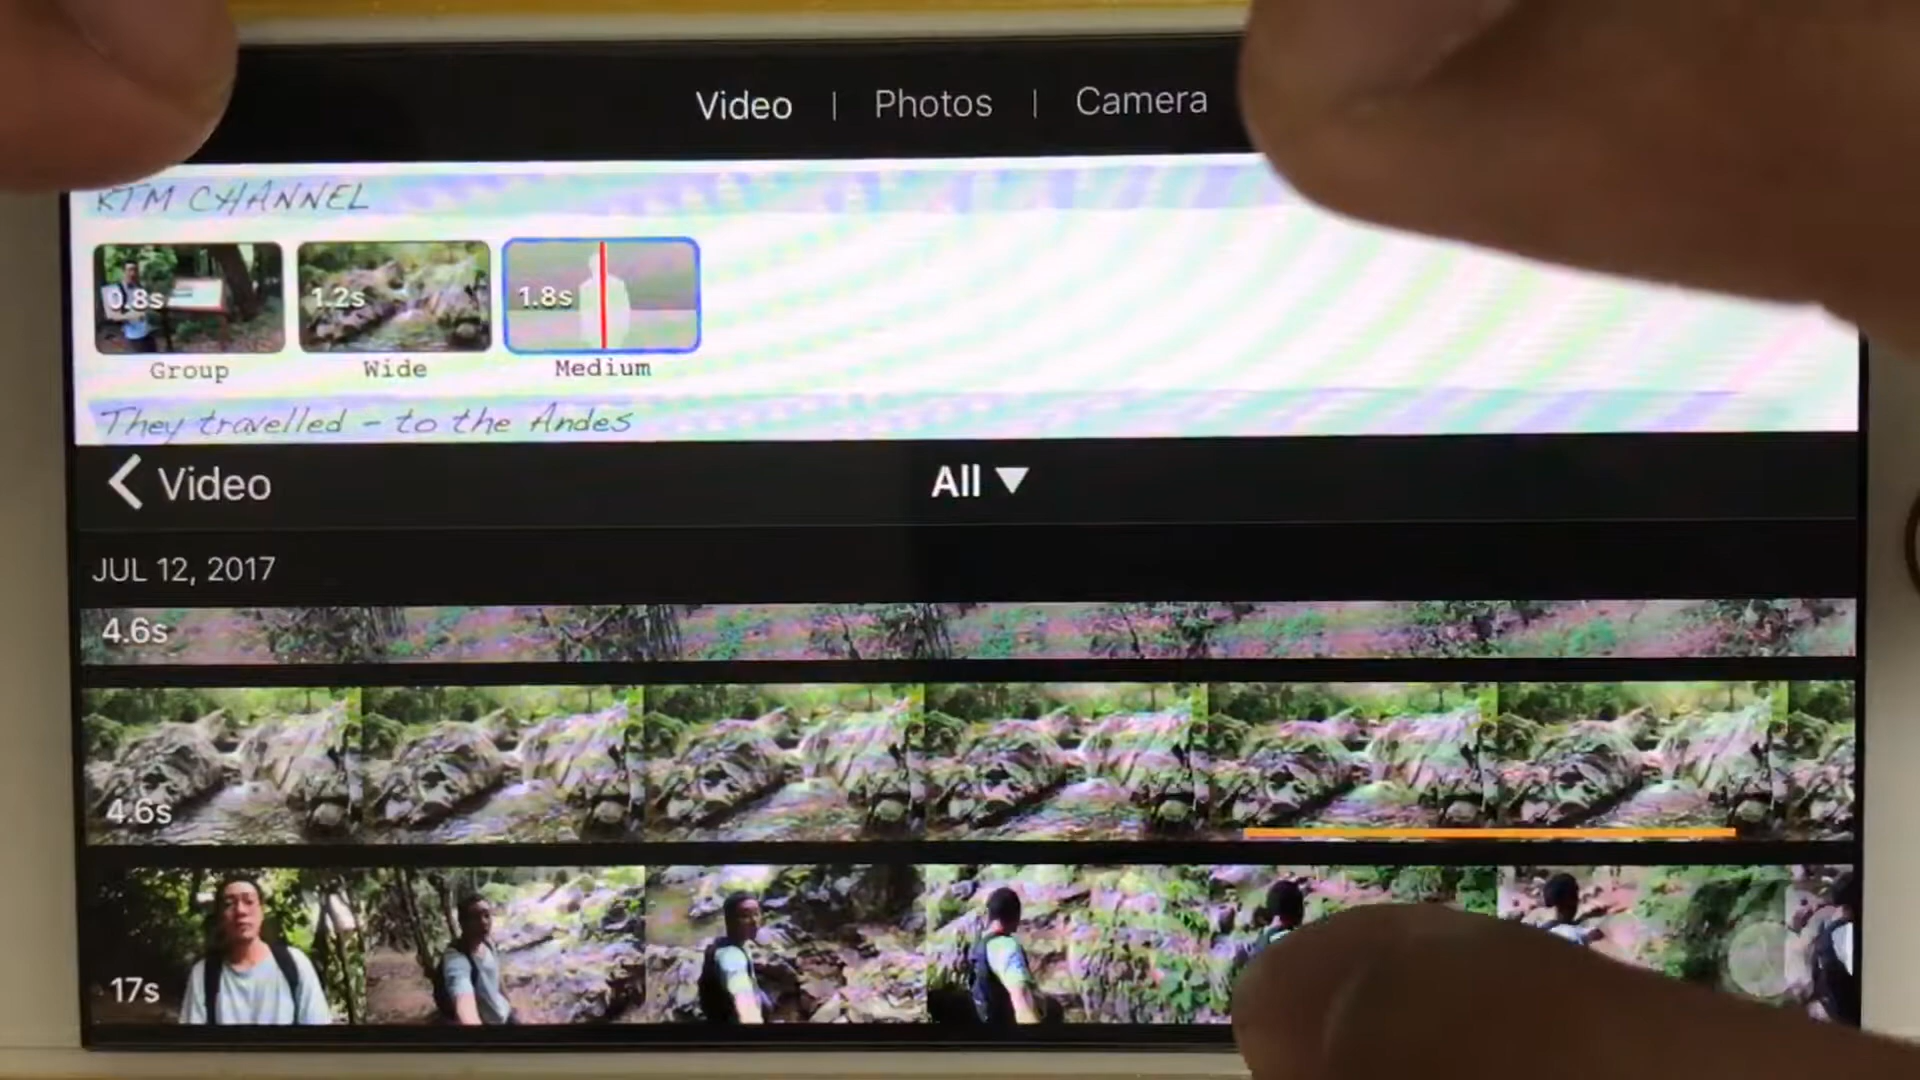 Video | Photos | Camera
KTM CHANNEL
0.8s 1.2s 1.8s
Group Wide Medium
They travelled - to the Andes
Video All ▼
JUL 12, 2017
4.6s
4.6s
17s